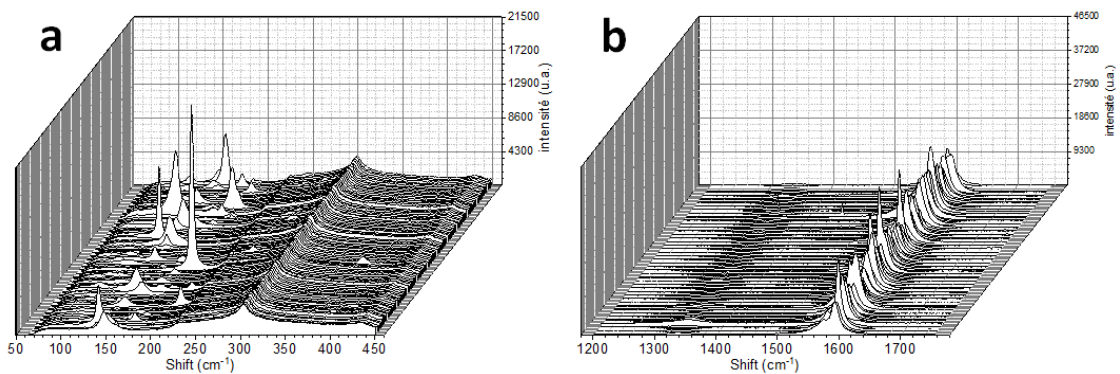 a
21500
17200
12900
8600
4300
intensité (u.a.)
50 100 150 200 250 300 350 400 450
Shift (cm⁻¹)
b
46500
37200
27900
18600
9300
intensité (u.a.)
1200 1300 1400 1500 1600 1700
Shift (cm⁻¹)